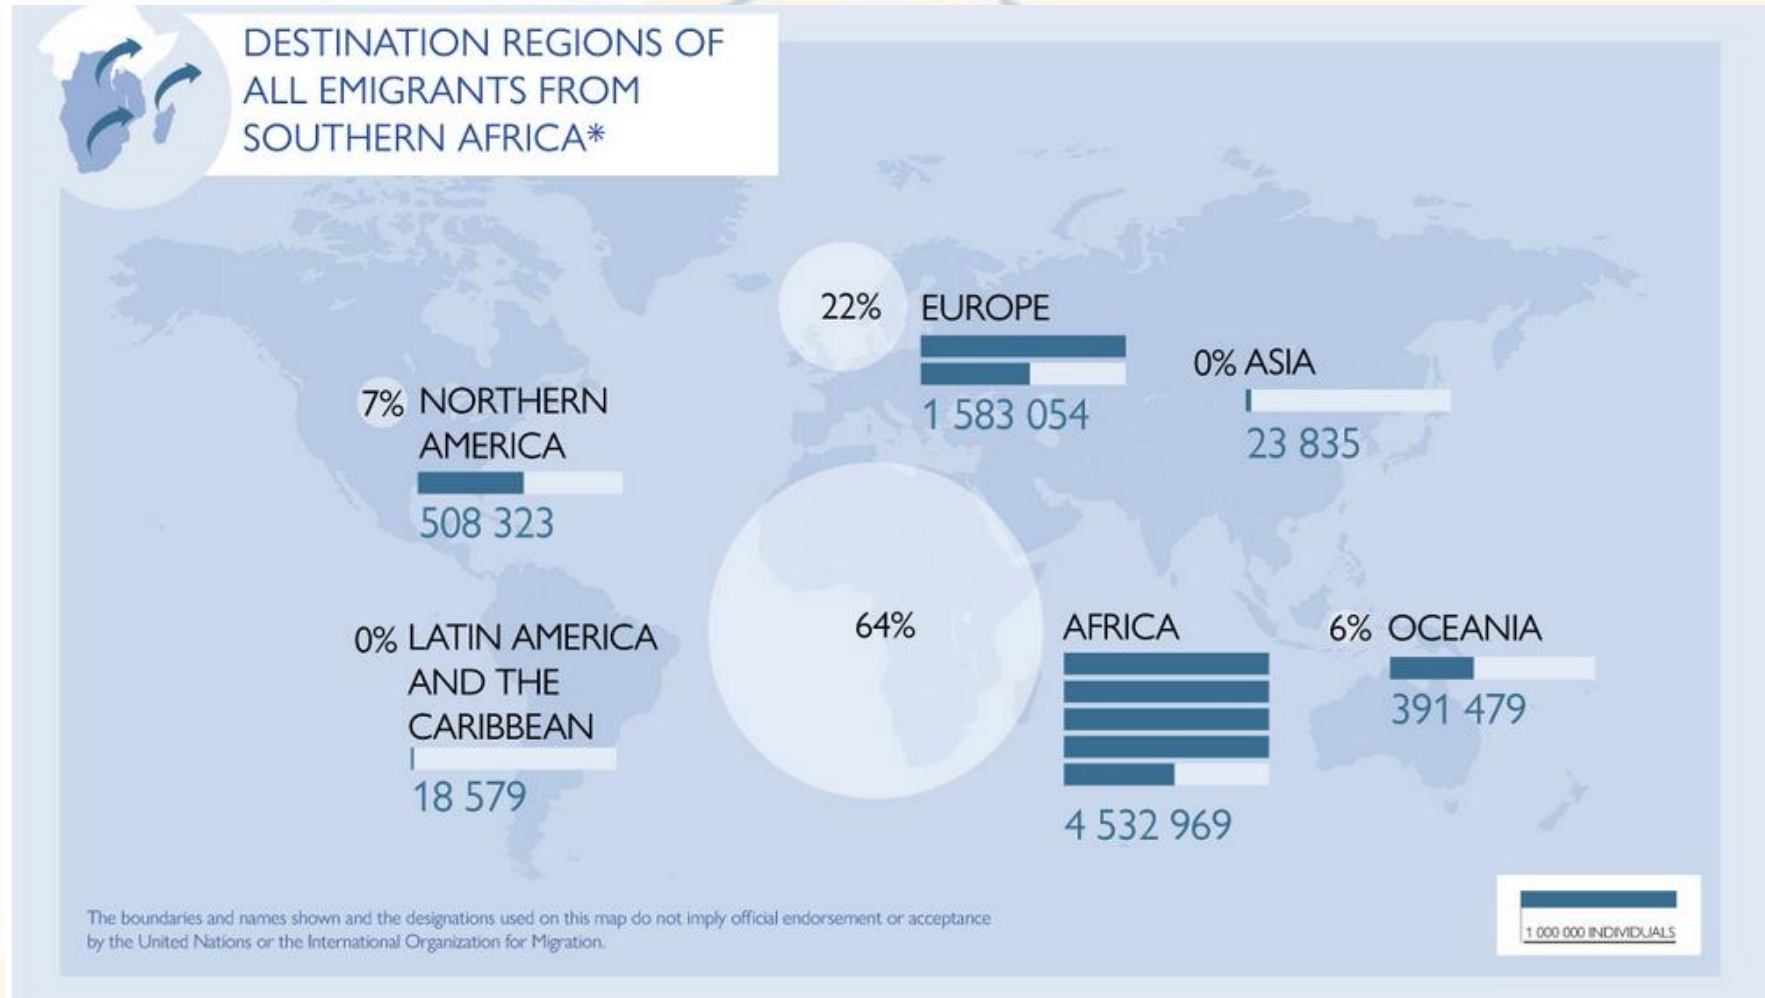 DESTINATION REGIONS OF
ALL EMIGRANTS FROM
SOUTHERN AFRICA*
22% EUROPE
1 583 054
0% ASIA
23 835
7% NORTHERN
AMERICA
508 323
64%
AFRICA
4 532 969
6% OCEANIA
391 479
0% LATIN AMERICA
AND THE
CARIBBEAN
18 579
The boundaries and names shown and the designations used on this map do not imply official endorsement or acceptance
by the United Nations or the International Organization for Migration.
1 000 000 INDIVIDUALS